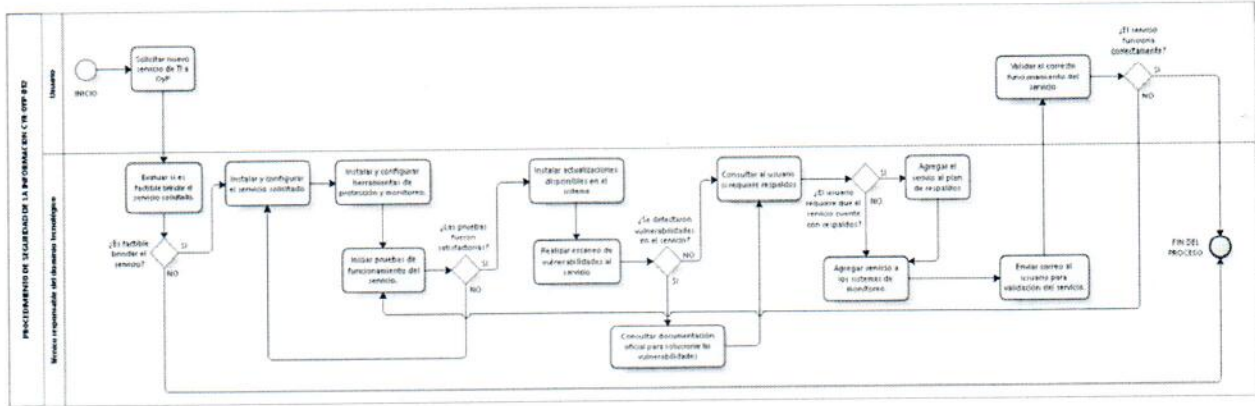 PROCEDIMIENTO DE SEGURIDAD DE LA INFORMACION
Usuario
Técnico responsable del dominio tecnológico
INICIO
Solicitar nuevo
servicio de TI a
OyP
Validar el correcto
funcionamiento del
servicio
¿El servicio
funciona
correctamente?
SI
NO
Evaluar si es
factible brindar el
servicio solicitado.
¿Es factible
brindar el
servicio?
SI
NO
Instalar y configurar
el servicio solicitado
Instalar y configurar
herramientas de
protección y monitoreo.
Iniciar pruebas de
funcionamiento del
servicio.
¿Las pruebas
fueron
satisfactorias?
SI
NO
Instalar actualizaciones
disponibles en el
sistema
Realizar escaneo de
vulnerabilidades al
servicio
¿Se detectaron
vulnerabilidades
en el servicio?
NO
SI
Consultar documentación
oficial para solucionar las
vulnerabilidades
Consultar al usuario
si requiere respaldos
¿El usuario
requiere que el
servicio cuente
con respaldos?
SI
NO
Agregar el
servicio al plan
de respaldos
Agregar servicio a
los sistemas de
monitoreo.
Enviar correo al
usuario para
validación del servicio.
FIN DEL
PROCESO